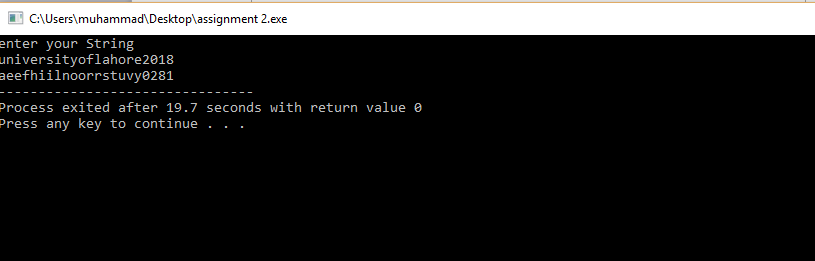 C:\Users\muhammad\Desktop\assignment 2.exe
enter your String
universityoflahore2018
aeefhiilnoorrstuvy0281
--------------------------------
Process exited after 19.7 seconds with return value 0
Press any key to continue . . .